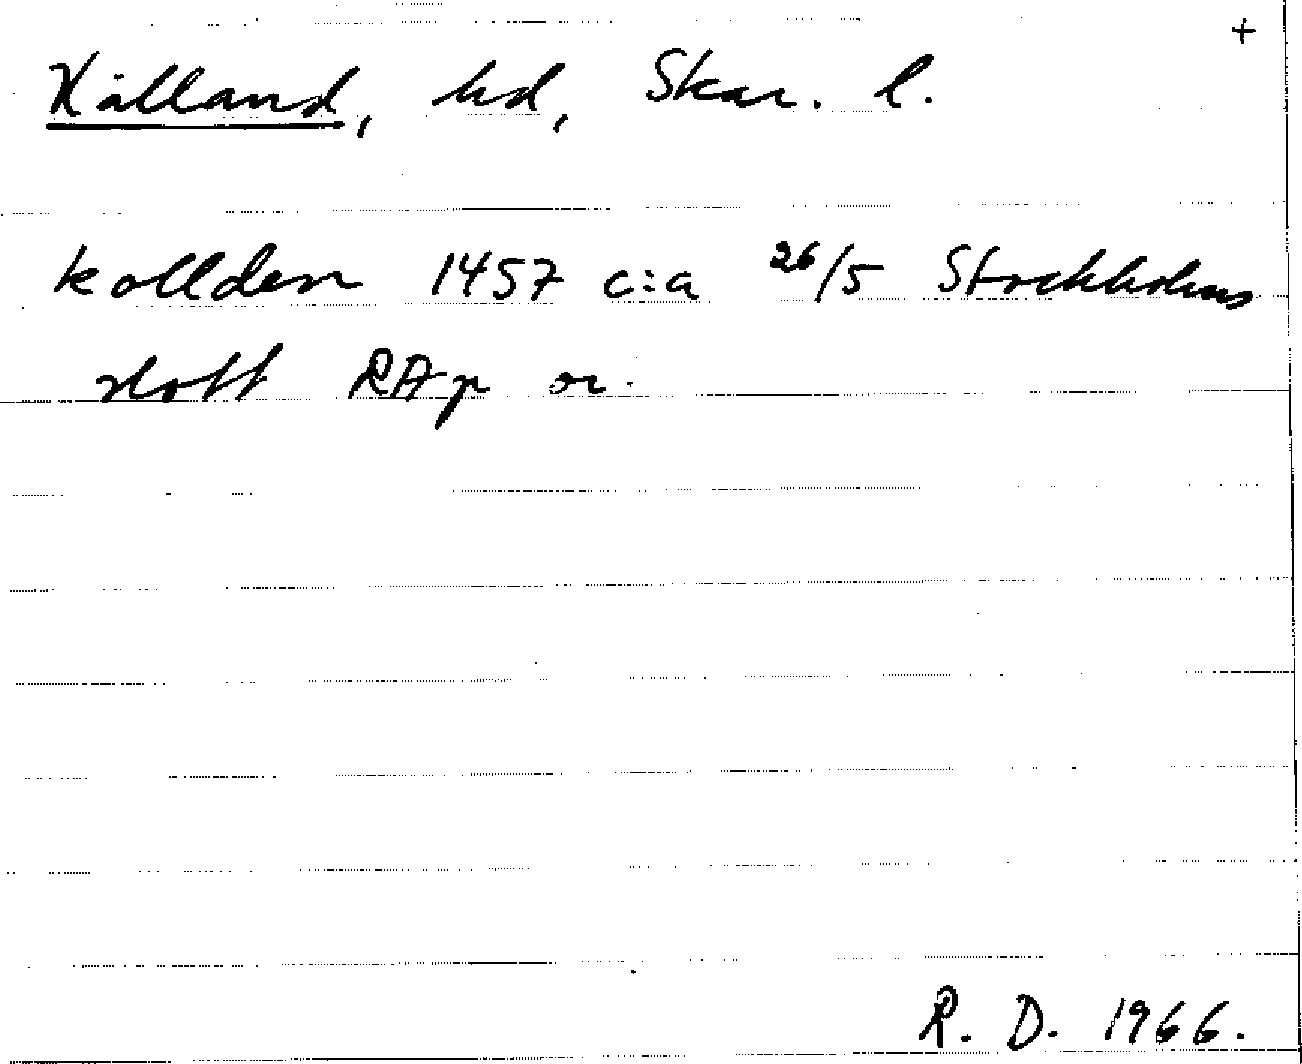 +
Kålland, hd, Skar. l.
kollden 1457 c:a 26/5 Stockholms
slott RAp or.
R. D. 1966.